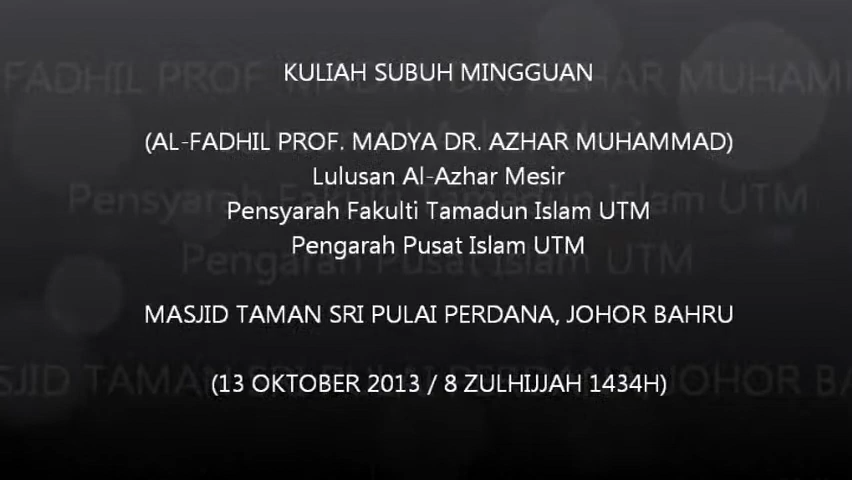 KULIAH SUBUH MINGGUAN
(AL-FADHIL PROF. MADYA DR. AZHAR MUHAMMAD)
Lulusan Al-Azhar Mesir
Pensyarah Fakulti Tamadun Islam UTM
Pengarah Pusat Islam UTM
MASJID TAMAN SRI PULAI PERDANA, JOHOR BAHRU
(13 OKTOBER 2013 / 8 ZULHIJJAH 1434H)